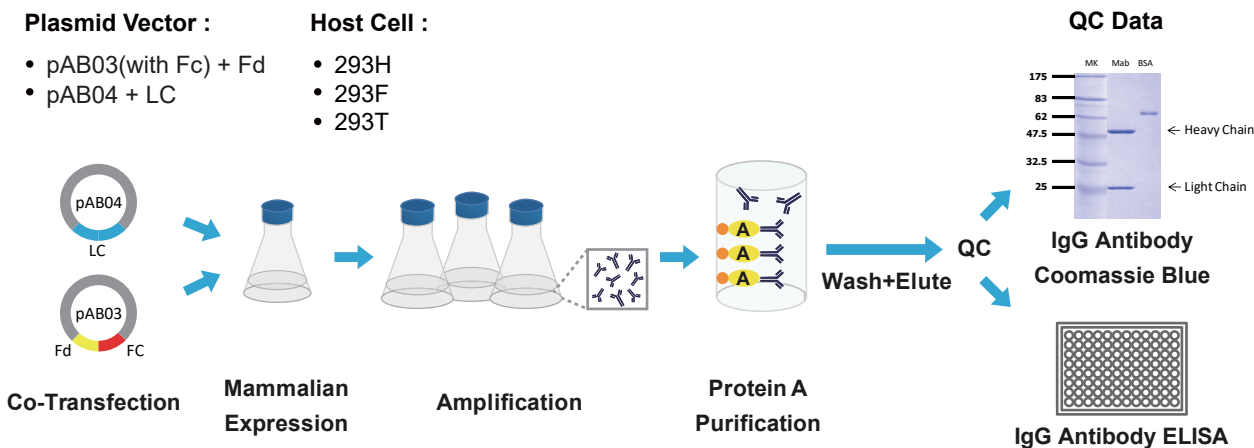 Plasmid Vector :
• pAB03(with Fc) + Fd
• pAB04 + LC
Host Cell :
• 293H
• 293F
• 293T
QC Data
MK Mab BSA
175
83
62
47.5
32.5
25
← Heavy Chain
← Light Chain
IgG Antibody
Coomassie Blue
pAB04
LC
pAB03
Fd FC
A
A
A
Wash+Elute
QC
Co-Transfection
Mammalian
Expression
Amplification
Protein A
Purification
IgG Antibody ELISA